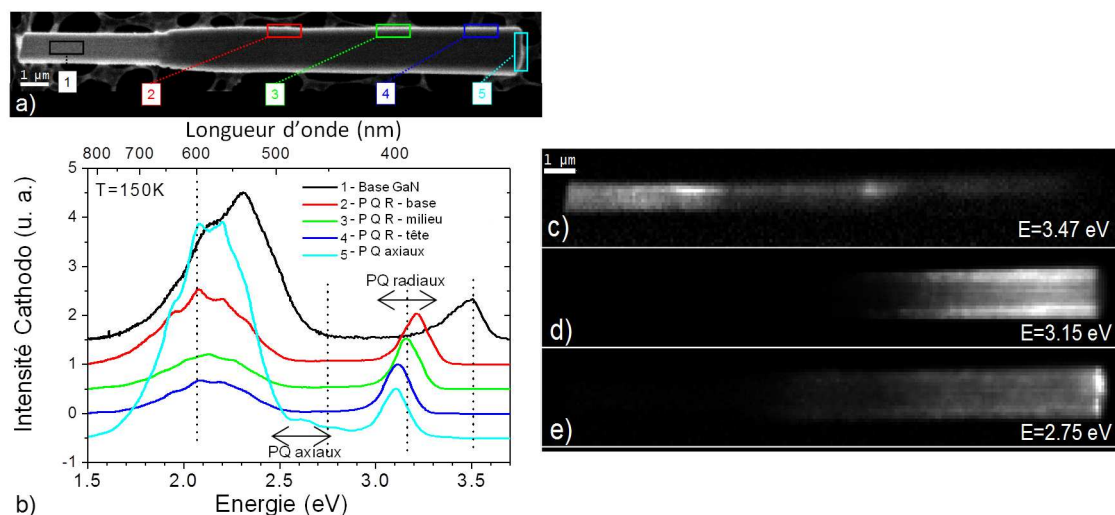 1 μm
1
2
3
4
5
a)
Longueur d'onde (nm)
800 700 600 500 400
Intensité Cathodo (u. a.)
5
4
3
2
1
0
-1
T=150K
1 - Base GaN
2 - P Q R - base
3 - P Q R - milieu
4 - P Q R - tête
5 - PQ axiaux
PQ radiaux
PQ axiaux
1.5 2.0 2.5 3.0 3.5
Energie (eV)
b)
1 μm
c)
E=3.47 eV
d)
E=3.15 eV
e)
E=2.75 eV